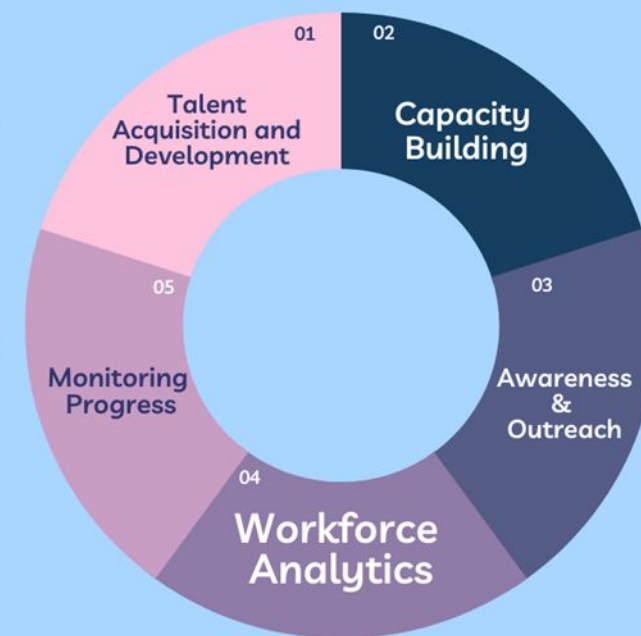 01
Talent
Acquisition and
Development
02
Capacity
Building
03
Awareness
&
Outreach
04
Workforce
Analytics
05
Monitoring
Progress